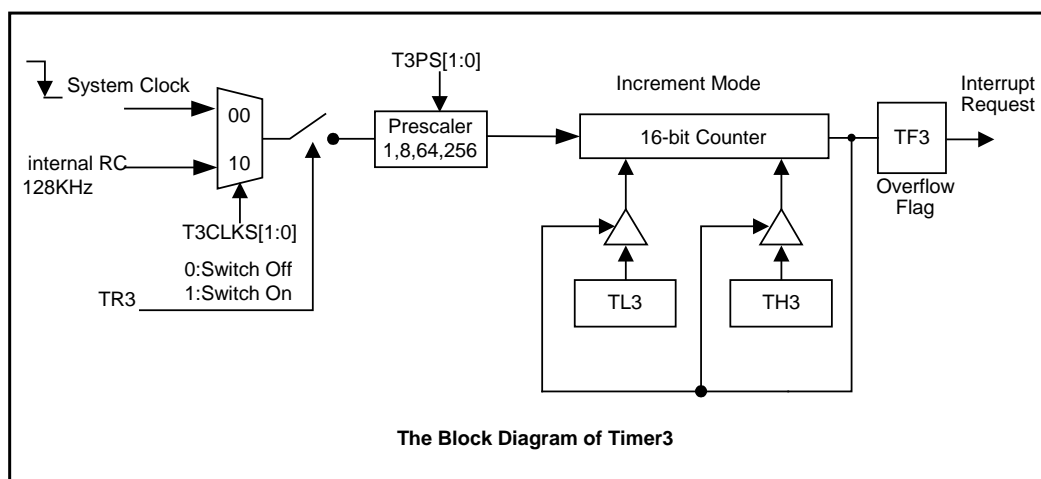 T3PS[1:0]
System Clock
00
10
internal RC
128KHz
T3CLKS[1:0]
0:Switch Off
1:Switch On
TR3
Prescaler
1,8,64,256
Increment Mode
16-bit Counter
TL3
TH3
TF3
Overflow
Flag
Interrupt
Request
The Block Diagram of Timer3